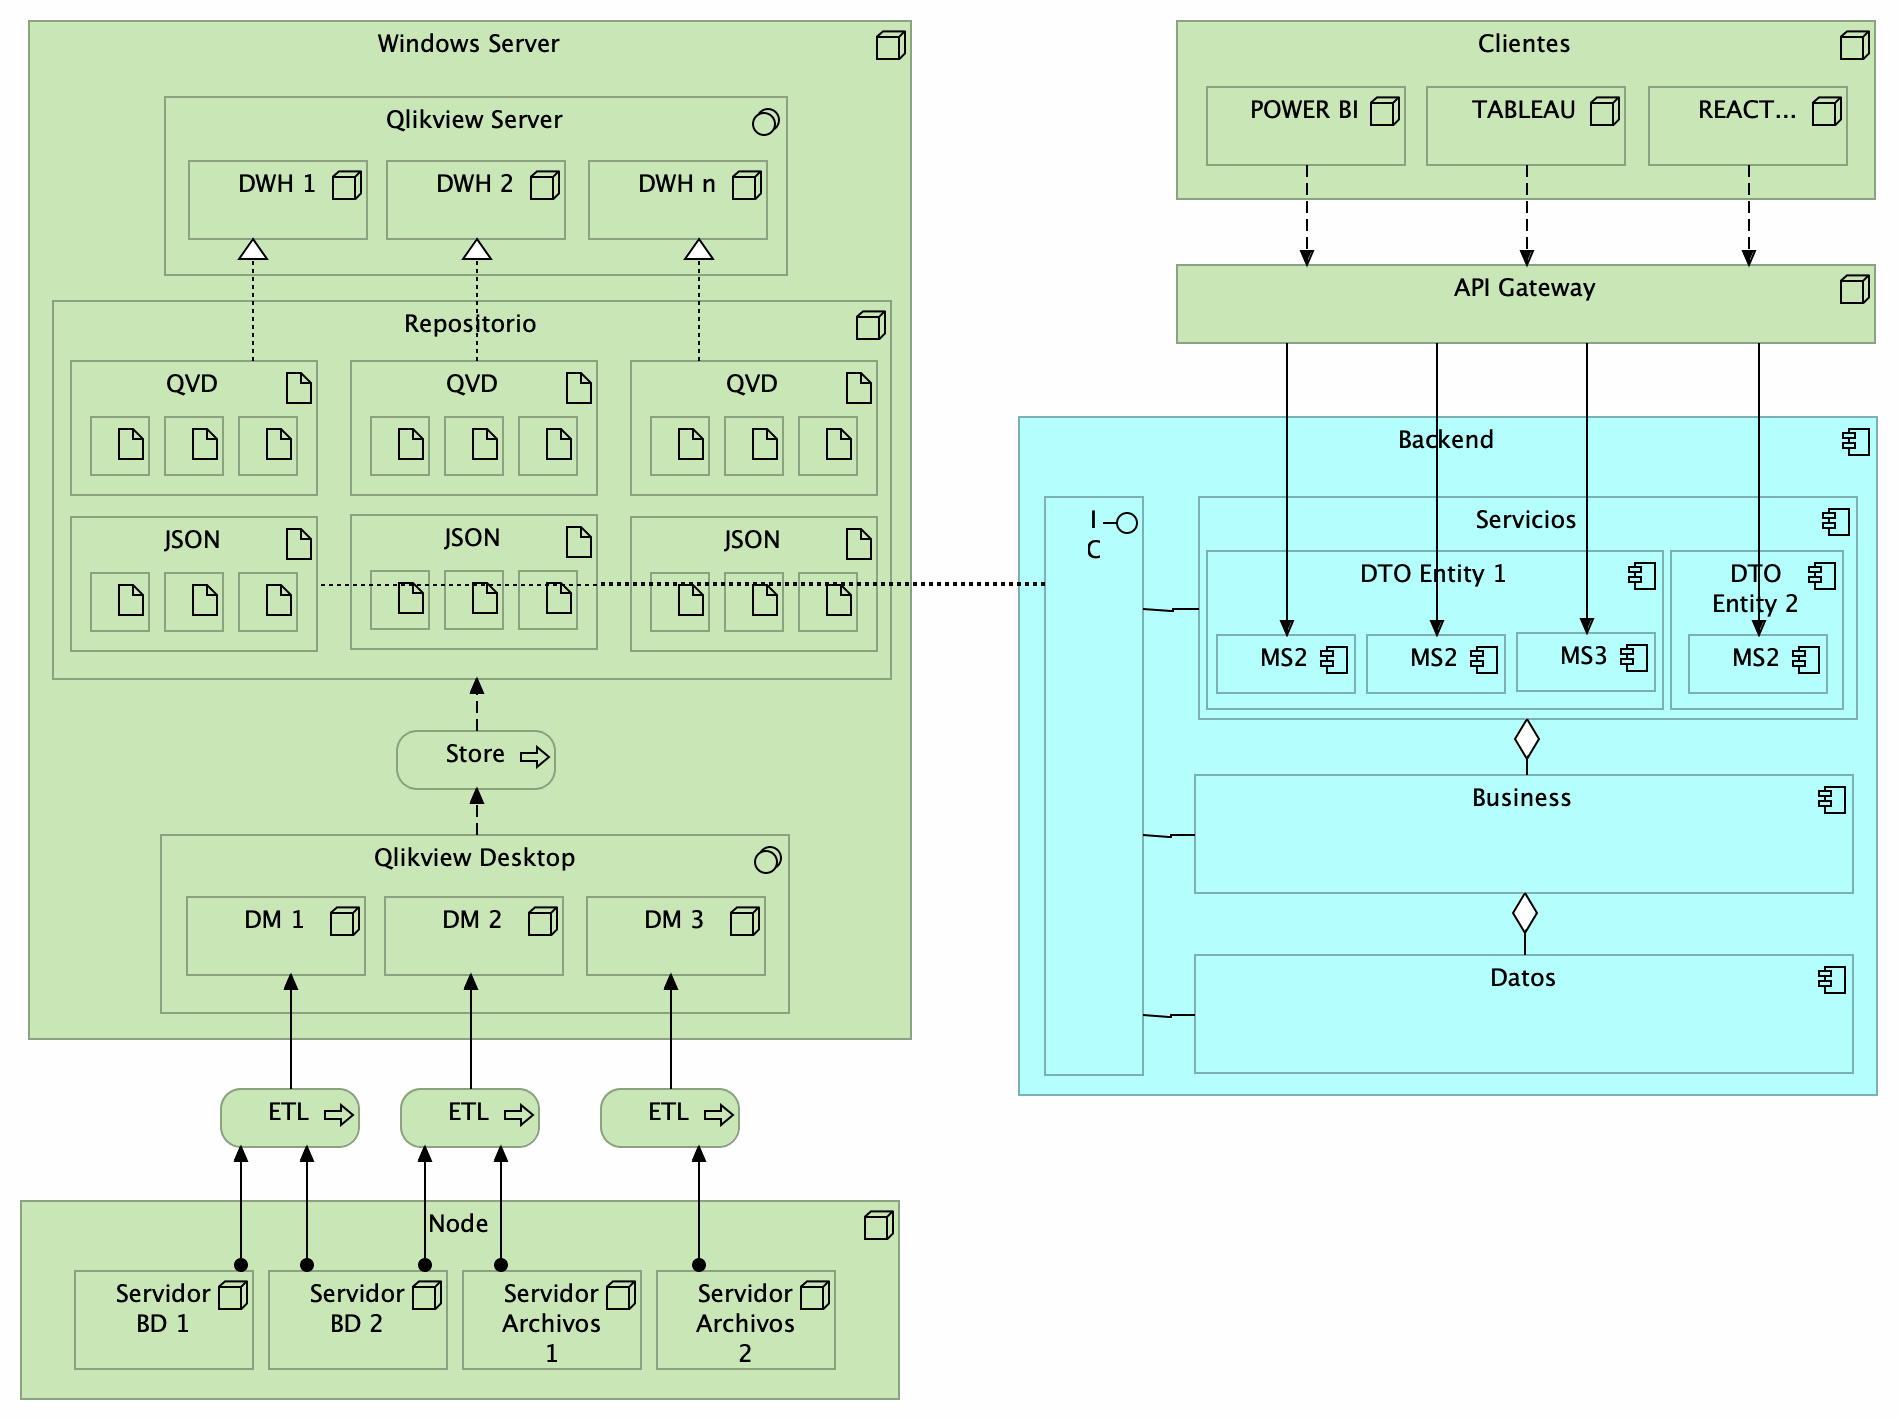 Windows Server
Qlikview Server
DWH 1
DWH 2
DWH n
Repositorio
QVD
QVD
QVD
JSON
JSON
JSON
Store
Qlikview Desktop
DM 1
DM 2
DM 3
ETL
ETL
ETL
Node
Servidor
BD 1
Servidor
BD 2
Servidor
Archivos
1
Servidor
Archivos
2
Clientes
POWER BI
TABLEAU
REACT...
API Gateway
Backend
I
C
Servicios
DTO Entity 1
MS2
MS2
MS3
DTO
Entity 2
MS2
Business
Datos